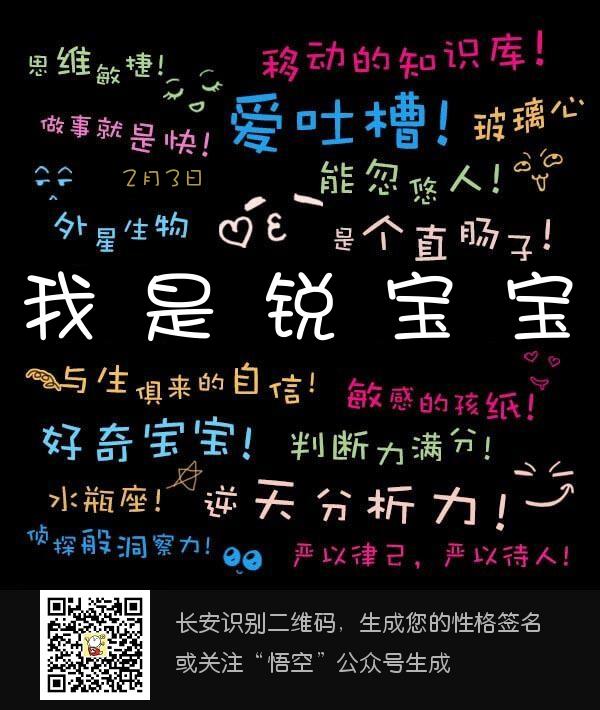 思维敏捷!
移动的知识库!
做事就是快!
爱吐槽!
玻璃心
2月3日
能忽悠人!
外星生物
是个直肠子!
我是锐宝宝
与生俱来的自信!
敏感的孩纸!
好奇宝宝!
判断力满分!
水瓶座!
逆天分析力!
侦探般洞察力!
严以律己,严以待人!
长安识别二维码，生成您的性格签名
或关注“悟空”公众号生成